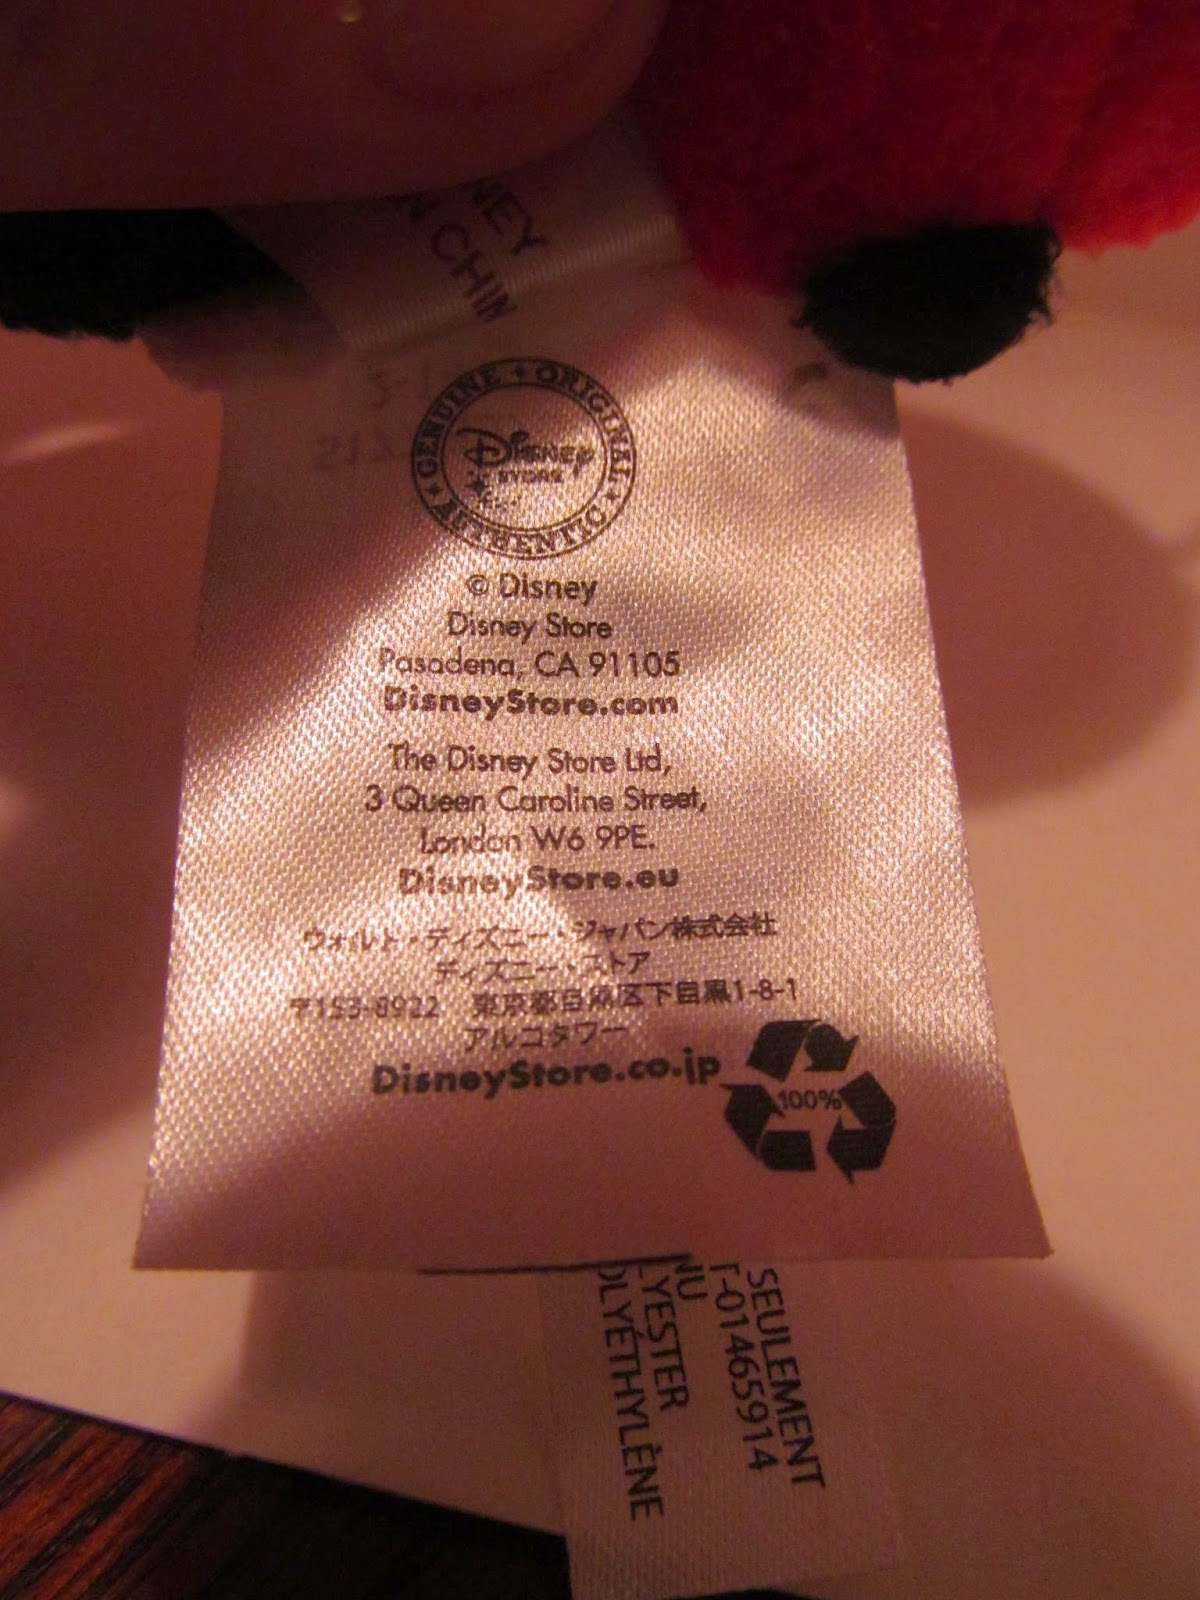 NEY
N CHIN
GENUINE ORIGINAL
AUTHENTIC
Disney
STORE
© Disney
Disney Store
Pasadena, CA 91105
DisneyStore.com
The Disney Store Ltd,
3 Queen Caroline Street,
London W6 9PE.
DisneyStore.eu
ウォルト・ディズニー・ジャパン株式会社
ディズニー・ストア
〒153-8922 東京都目黒区下目黒1-8-1
アルコタワー
DisneyStore.co.jp
100%
SEULEMENT
T-01465914
NU
LYESTER
OLYÉTHYLÈNE